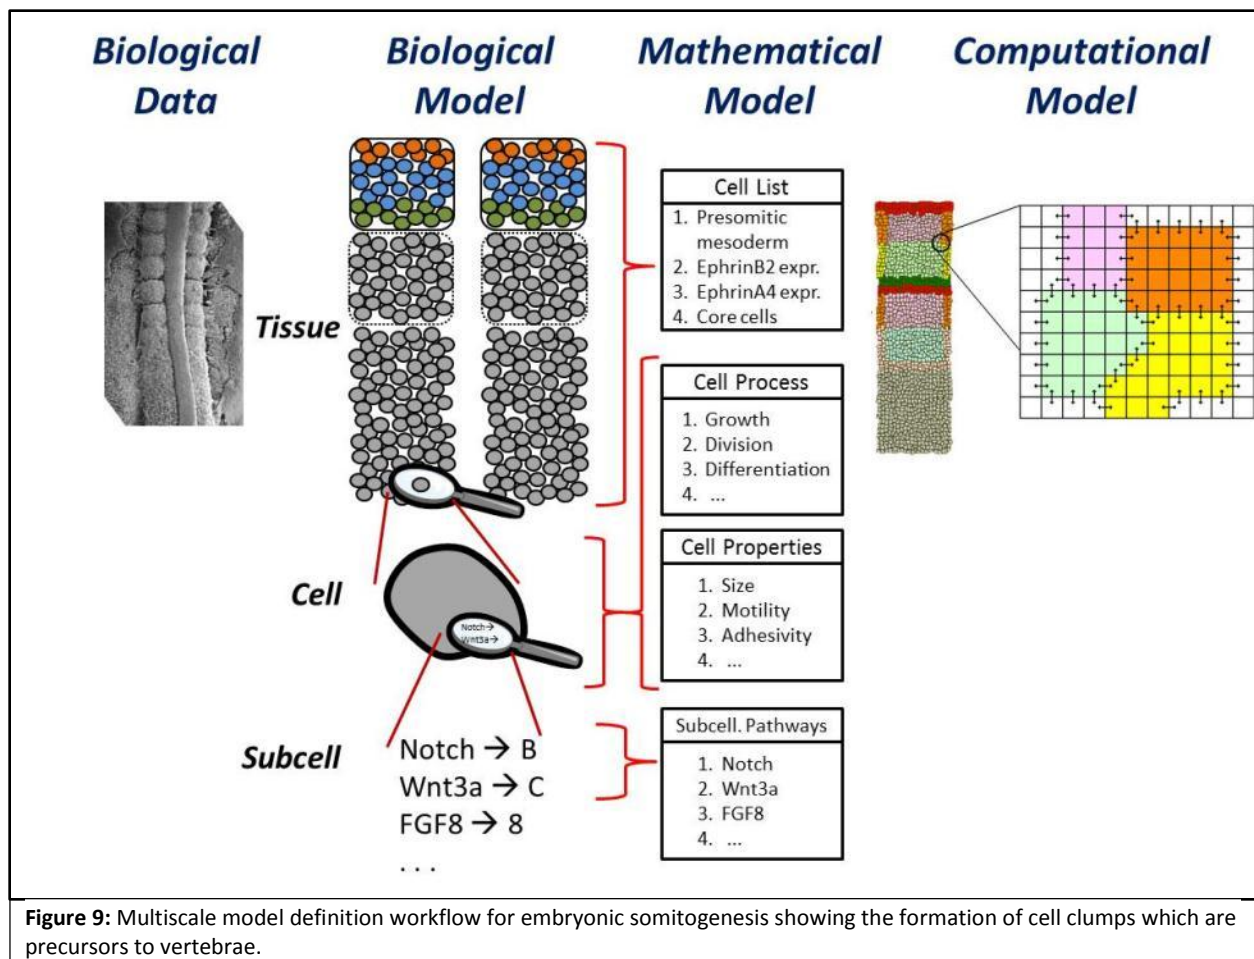 Biological Data
Biological Model
Mathematical Model
Computational Model
Tissue
Cell
Subcell
Notch→
Wnt3a→
Notch → B
Wnt3a → C
FGF8 → 8
. . .
Cell List
1. Presomitic
mesoderm
2. EphrinB2 expr.
3. EphrinA4 expr.
4. Core cells
Cell Process
1. Growth
2. Division
3. Differentiation
4. ...
Cell Properties
1. Size
2. Motility
3. Adhesivity
4. ...
Subcell. Pathways
1. Notch
2. Wnt3a
3. FGF8
4. ...
Figure 9: Multiscale model definition workflow for embryonic somitogenesis showing the formation of cell clumps which are
precursors to vertebrae.